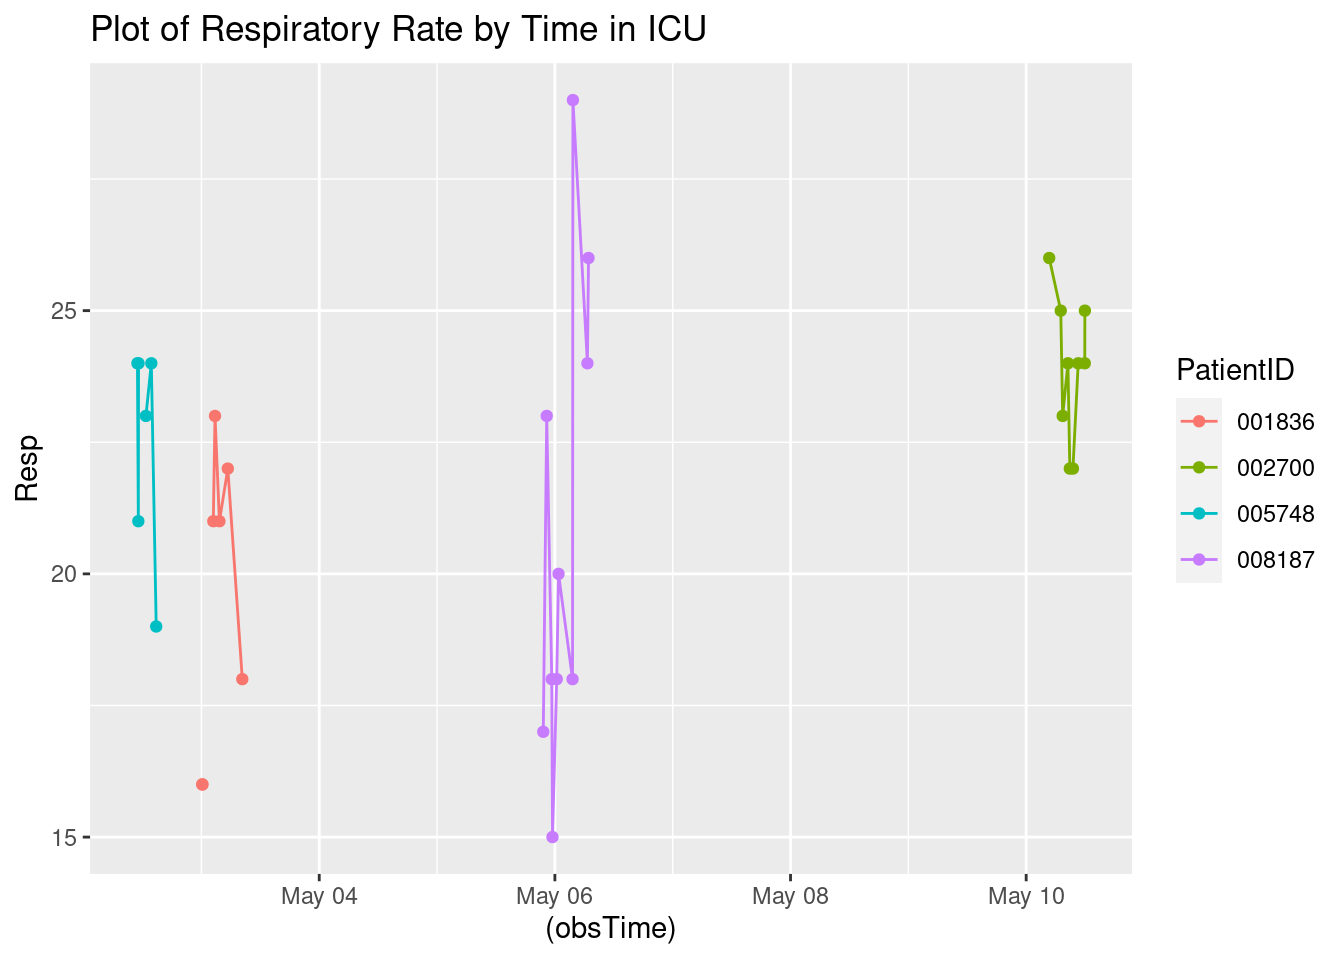 Plot of Respiratory Rate by Time in ICU
Resp
25
20
15
May 04
May 06
May 08
May 10
(obsTime)
PatientID
001836
002700
005748
008187